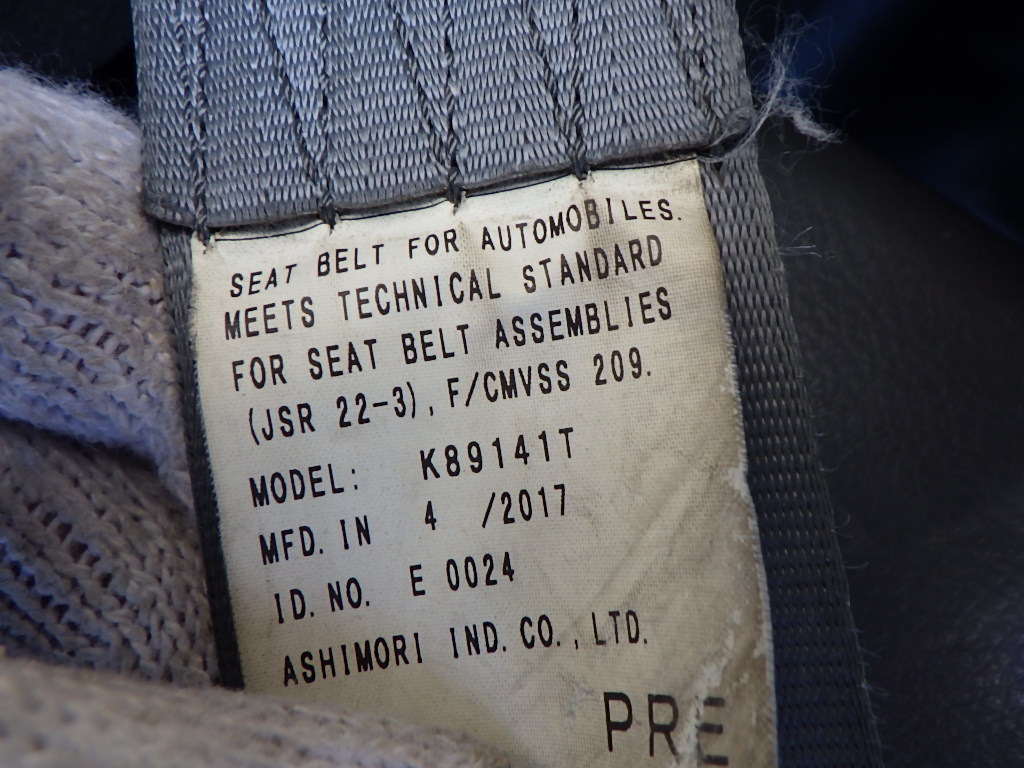 SEAT BELT FOR AUTOMOBILES.
MEETS TECHNICAL STANDARD
FOR SEAT BELT ASSEMBLIES
(JSR 22-3), F/CMVSS 209.
MODEL: K89141T
MFD. IN 4 /2017
ID. NO. E 0024
ASHIMORI IND. CO., LTD.
PRE